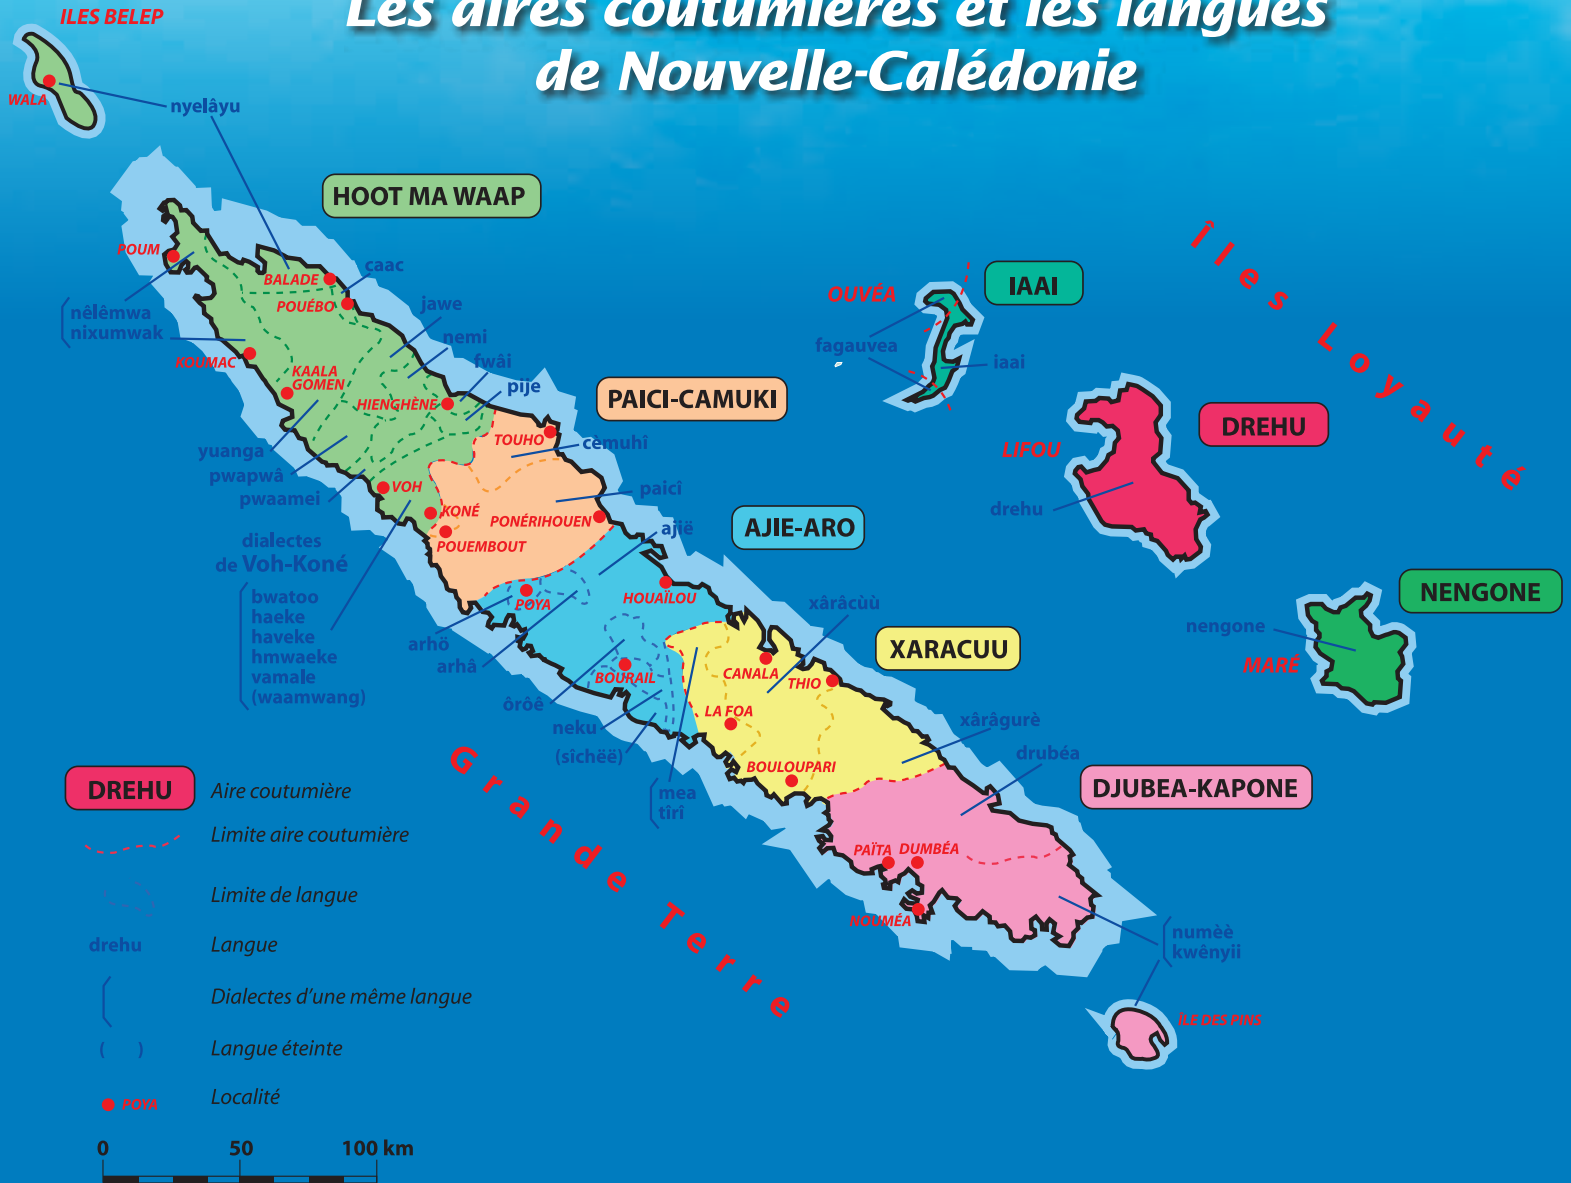 Les aires coutumières et les langues
de Nouvelle-Calédonie
ILES BELEP
WALA
nyelâyu
HOOT MA WAAP
POUM
BALADE
caac
POUÉBO
nêlêmwa
nixumwak
jawe
nemi
KOUMAC
fwâi
KAALA
GOMEN
pije
HIENGHÈNE
PAICI-CAMUKI
TOUHO
cèmuhî
yuanga
pwapwâ
pwaamei
VOH
paicî
KONÉ
PONÉRIHOUEN
POUEMBOUT
ajië
AJIE-ARO
dialectes
de Voh-Koné
bwatoo
haeke
haveke
hmwaeke
vamale
(waamwang)
POYA
HOUAÏLOU
xârâcùù
arhö
arhâ
XARACUU
BOURAIL
CANALA
THIO
ôrôê
LA FOA
neku
(sîchëë)
xârâgurè
drubéa
BOULOUPARI
mea
tîrî
DJUBEA-KAPONE
PAÏTA
DUMBÉA
NOUMÉA
numèè
kwênyii
ÎLE DES PINS
Grande Terre
Îles Loyauté
OUVÉA
IAAI
fagauvea
iaai
LIFOU
DREHU
drehu
NENGONE
nengone
MARÉ
DREHU
Aire coutumière
Limite aire coutumière
Limite de langue
drehu
Langue
Dialectes d’une même langue
( )
Langue éteinte
POYA
Localité
0 50 100 km